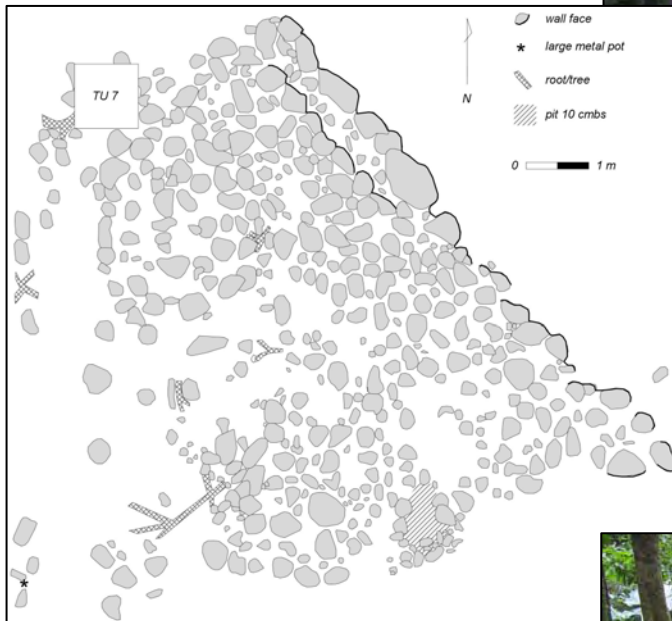 wall face
* large metal pot
root/tree
pit 10 cmbs
N
0 1 m
TU 7
*